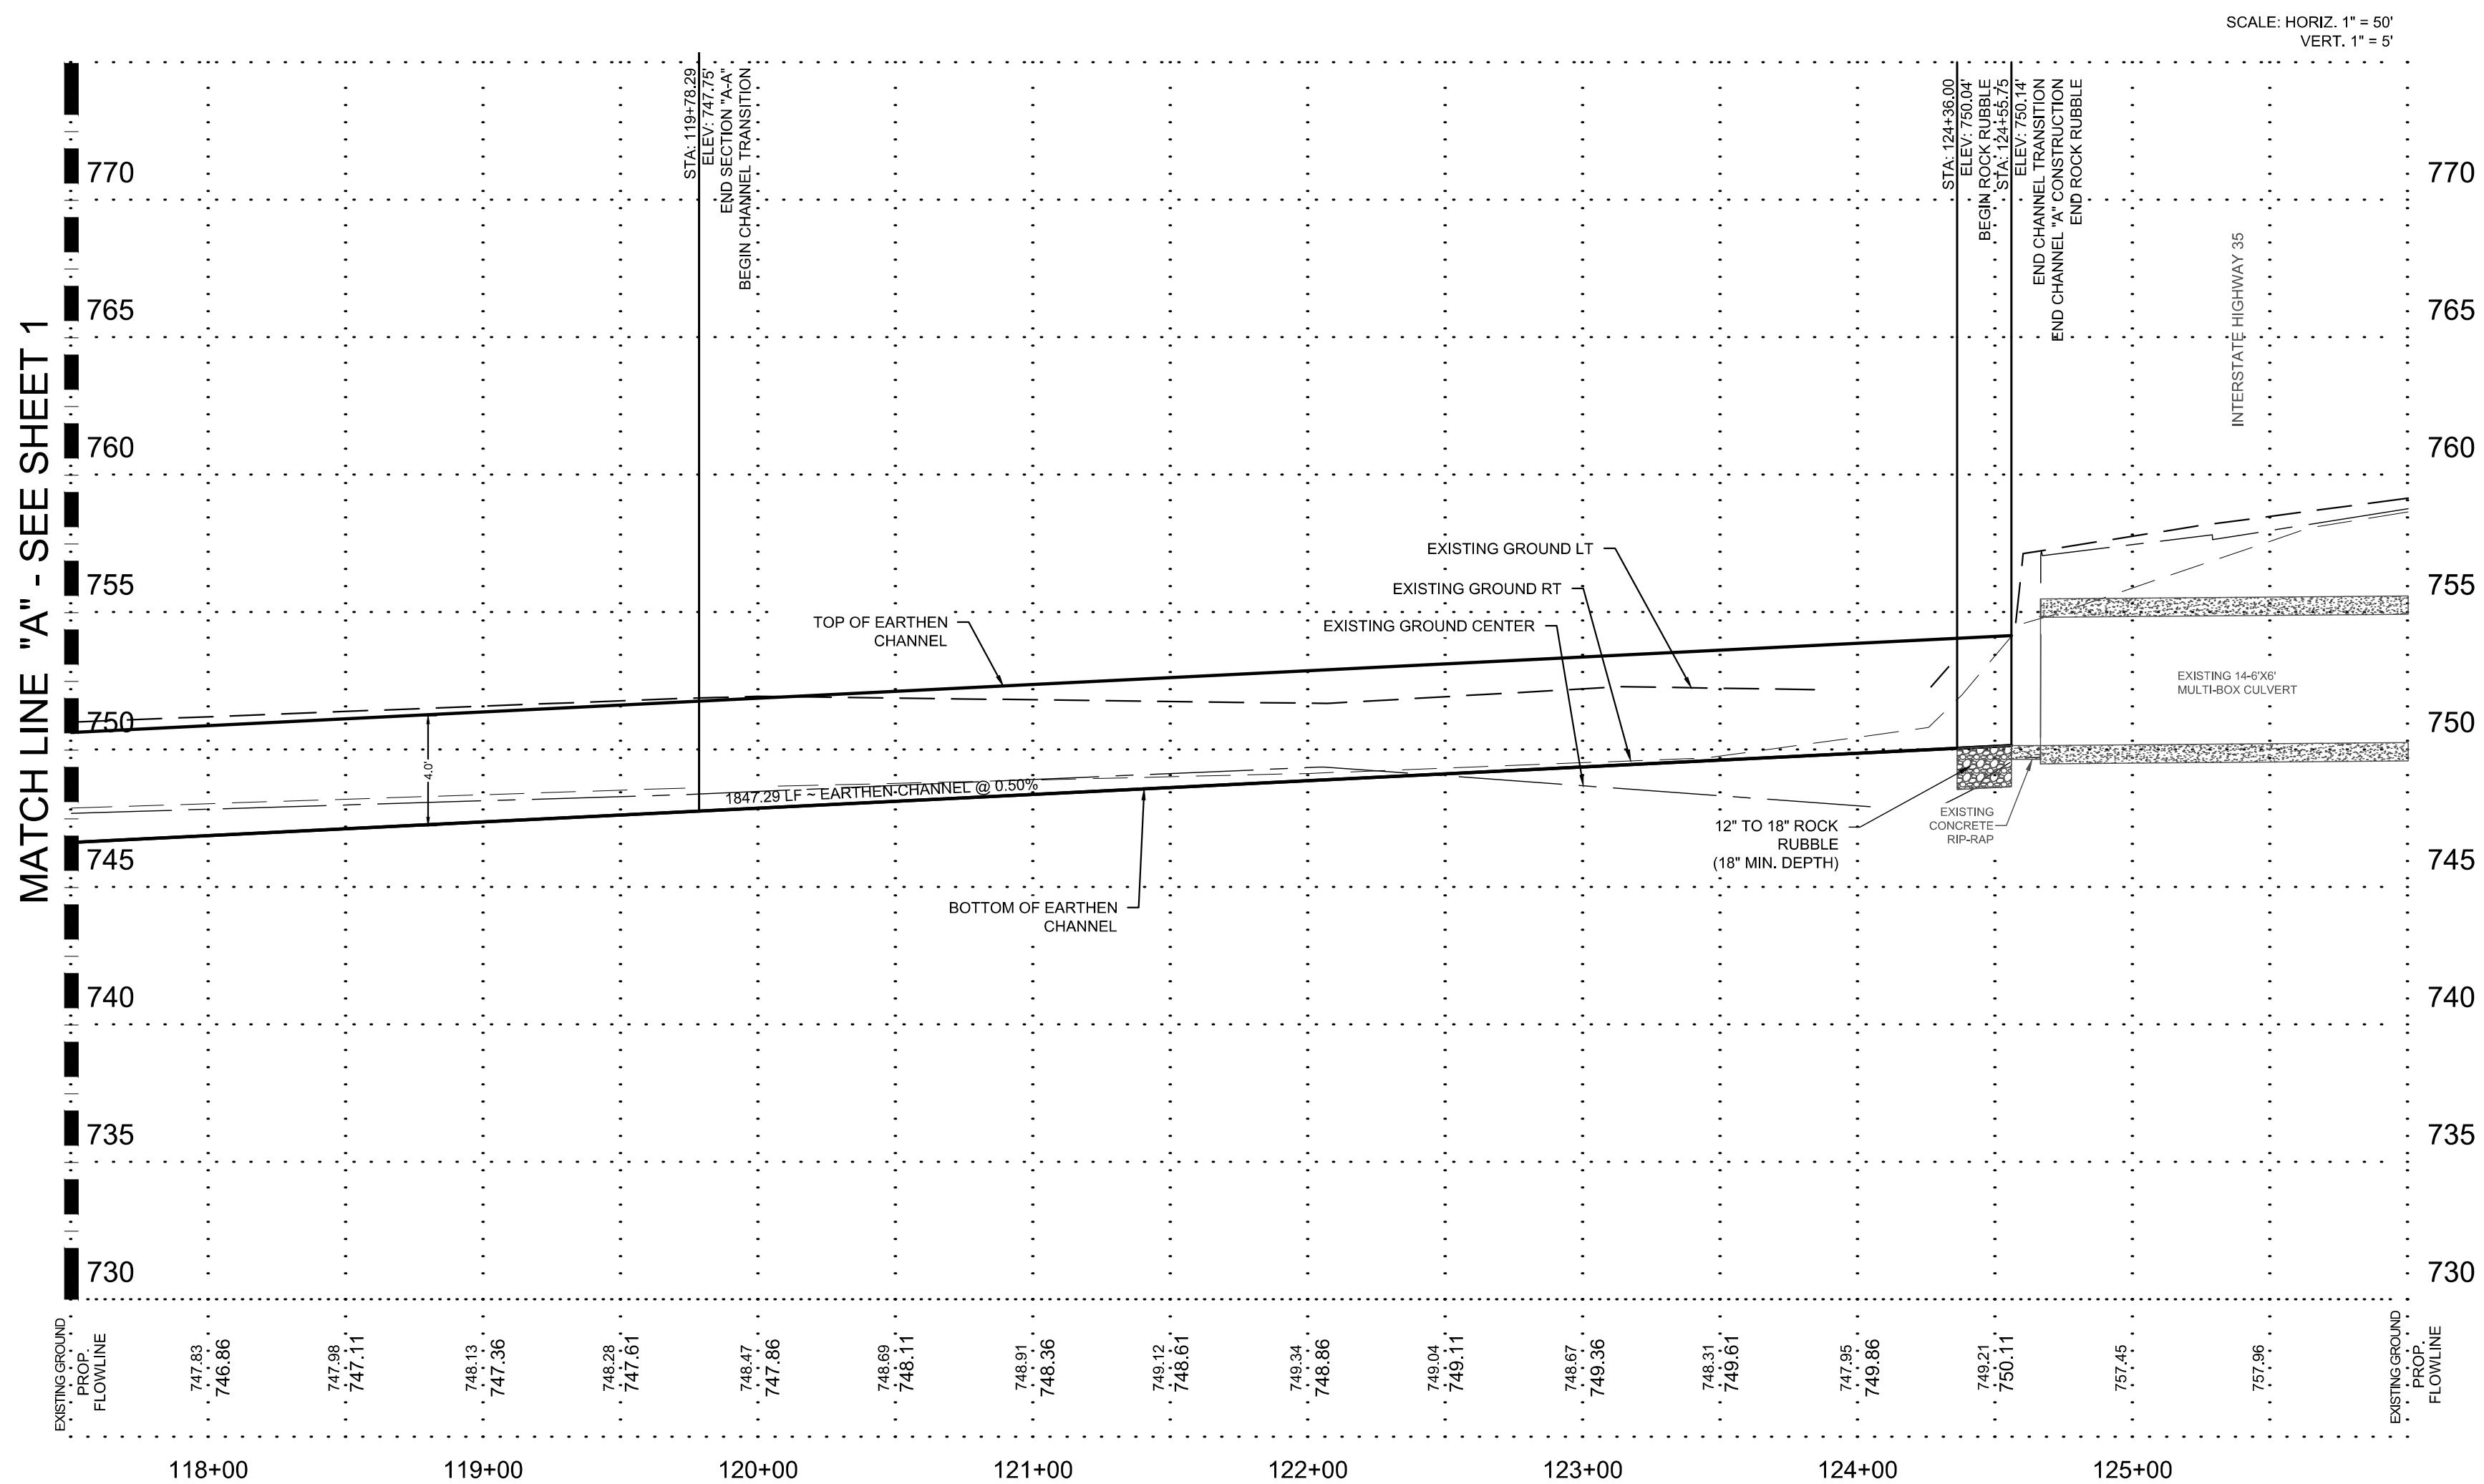 SCALE: HORIZ. 1" = 50'
VERT. 1" = 5'
MATCH LINE "A" - SEE SHEET 1
STA: 119+78.29
ELEV: 747.75'
END SECTION "A-A"
BEGIN CHANNEL TRANSITION
STA: 124+36.00
ELEV: 750.04'
BEGIN ROCK RUBBLE
STA: 124+55.75
ELEV: 750.14'
END CHANNEL TRANSITION
END CHANNEL "A" CONSTRUCTION
END ROCK RUBBLE
INTERSTATE HIGHWAY 35
770 770
765 765
760 760
755 755
750 750
745 745
740 740
735 735
730 730
EXISTING GROUND LT
EXISTING GROUND RT
EXISTING GROUND CENTER
TOP OF EARTHEN
CHANNEL
4.0'
1847.29 LF ~ EARTHEN CHANNEL @ 0.50%
BOTTOM OF EARTHEN
CHANNEL
12" TO 18" ROCK
RUBBLE
(18" MIN. DEPTH)
EXISTING
CONCRETE
RIP-RAP
EXISTING 14-6'X6'
MULTI-BOX CULVERT
EXISTING GROUND
PROP.
FLOWLINE
747.83
746.86
747.98
747.11
748.13
747.36
748.28
747.61
748.47
747.86
748.69
748.11
748.91
748.36
749.12
748.61
749.34
748.86
749.04
749.11
748.67
749.36
748.31
749.61
747.95
749.86
749.21
750.11
757.45
757.96
EXISTING GROUND
PROP.
FLOWLINE
118+00 119+00 120+00 121+00 122+00 123+00 124+00 125+00